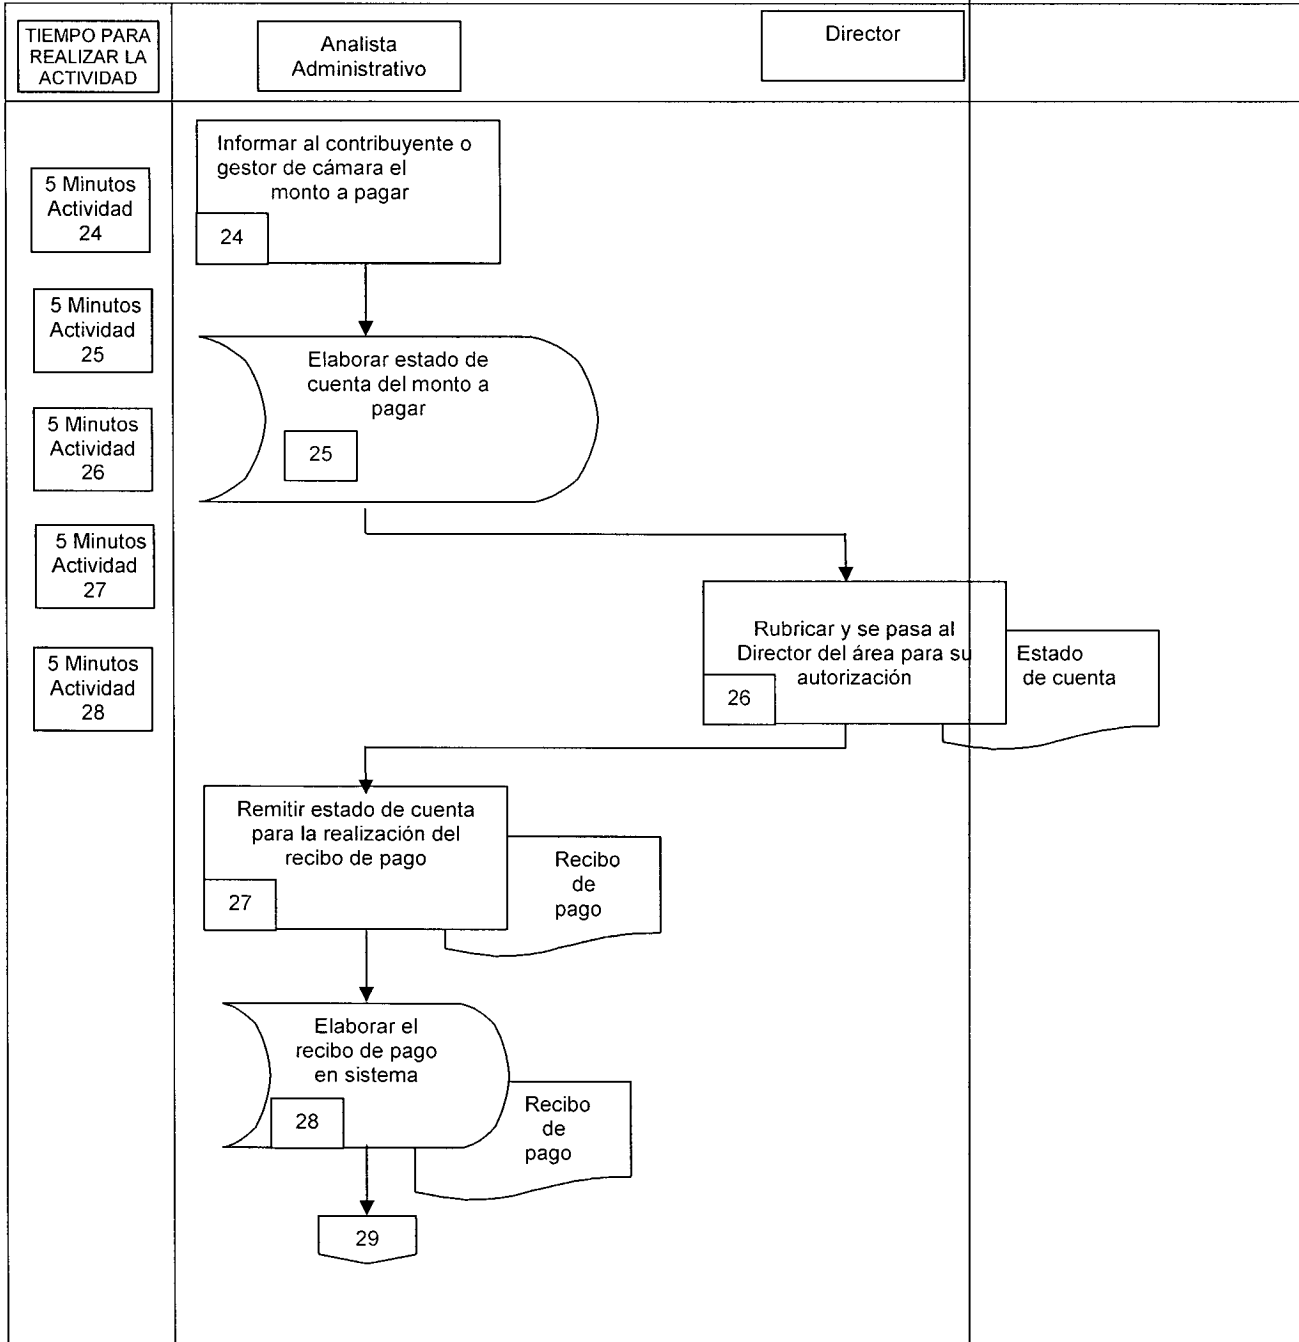 TIEMPO PARA
REALIZAR LA
ACTIVIDAD
Analista
Administrativo
Director
5 Minutos
Actividad
24
5 Minutos
Actividad
25
5 Minutos
Actividad
26
5 Minutos
Actividad
27
5 Minutos
Actividad
28
Informar al contribuyente o
gestor de cámara el
monto a pagar
24
Elaborar estado de
cuenta del monto a
pagar
25
Rubricar y se pasa al
Director del área para su
autorización
26
Estado
de cuenta
Remitir estado de cuenta
para la realización del
recibo de pago
27
Recibo
de
pago
Elaborar el
recibo de pago
en sistema
28
Recibo
de
pago
29